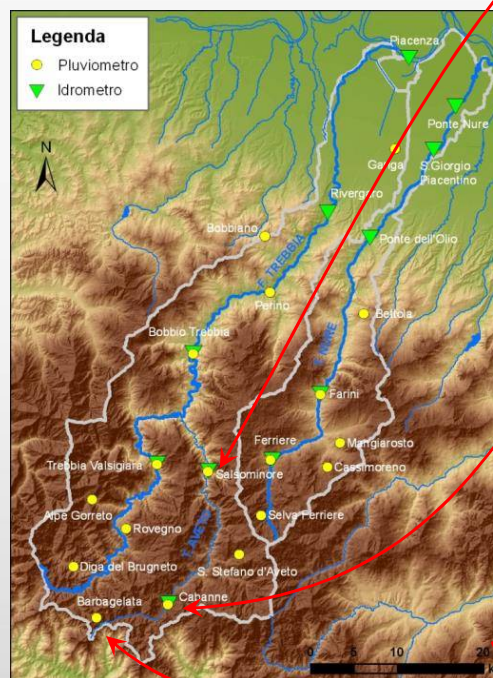 Legenda
Pluviometro
Idrometro
N
Piacenza
Ponte Nure
Ganga
S.Giorgio
Piacentino
Rivergaro
Bobbiano
Ponte dell'Olio
F. TREBBIA
Perino
Bettola
Bobbio Trebbia
T. NURE
Farini
Mangiarosto
Ferriere
Cassimoreno
Trebbia Valsigiara
Salsominore
Alpe Gorreto
Selva Ferriere
Rovegno
T. AVETO
S. Stefano d'Aveto
Diga del Brugneto
Cabanne
Barbagelata
0
10
20